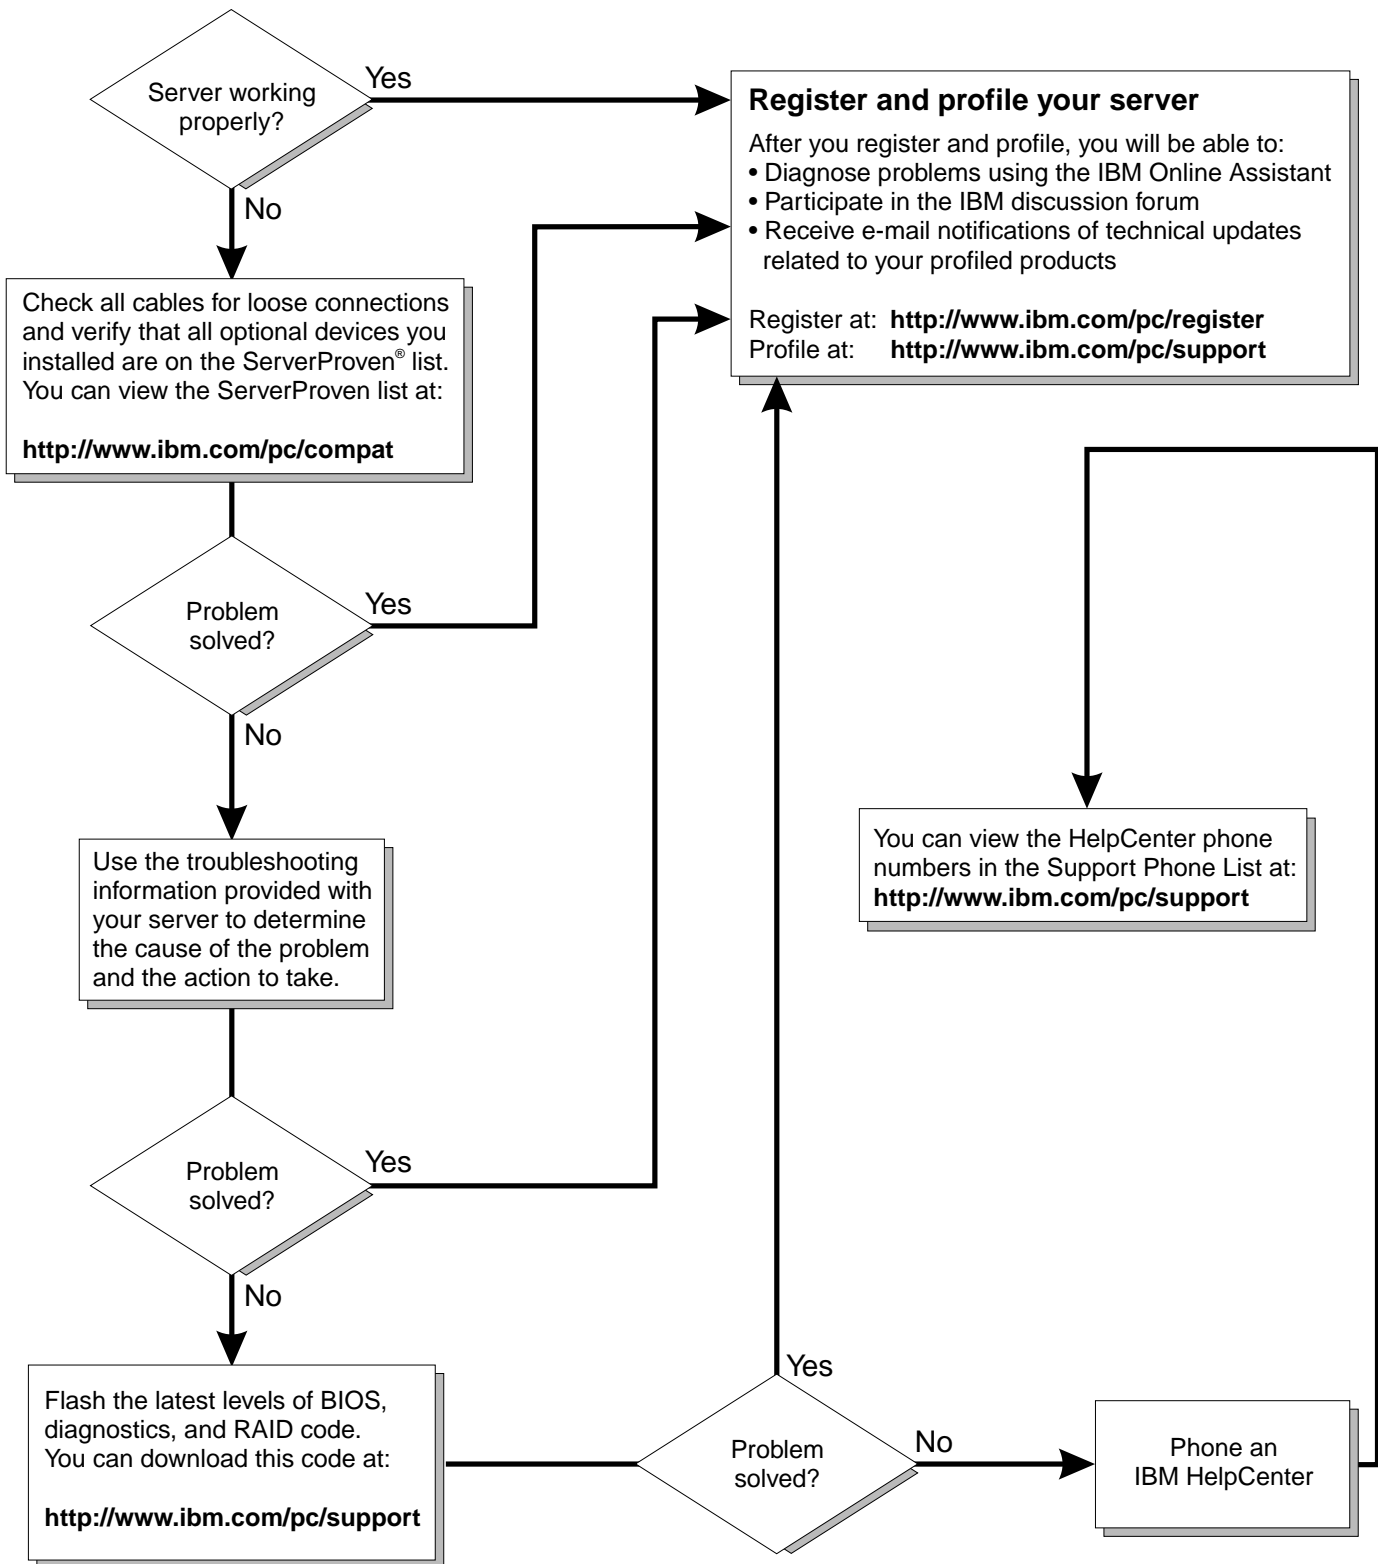 Server working
properly?
Yes
No
Register and profile your server
After you register and profile, you will be able to:
• Diagnose problems using the IBM Online Assistant
• Participate in the IBM discussion forum
• Receive e-mail notifications of technical updates
related to your profiled products
Register at: http://www.ibm.com/pc/register
Profile at: http://www.ibm.com/pc/support
Check all cables for loose connections
and verify that all optional devices you
installed are on the ServerProven® list.
You can view the ServerProven list at:
http://www.ibm.com/pc/compat
Problem
solved?
Yes
No
Use the troubleshooting
information provided with
your server to determine
the cause of the problem
and the action to take.
You can view the HelpCenter phone
numbers in the Support Phone List at:
http://www.ibm.com/pc/support
Problem
solved?
Yes
No
Flash the latest levels of BIOS,
diagnostics, and RAID code.
You can download this code at:
http://www.ibm.com/pc/support
Problem
solved?
Yes
No
Phone an
IBM HelpCenter